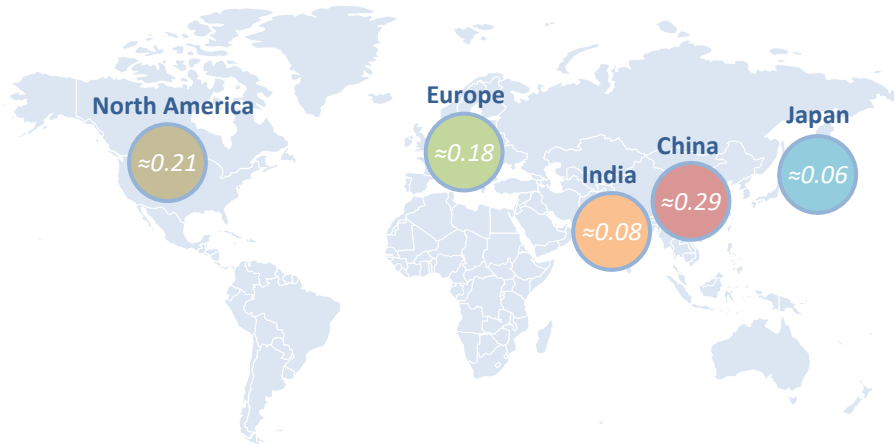 North America
≈0.21
Europe
≈0.18
India
≈0.08
China
≈0.29
Japan
≈0.06